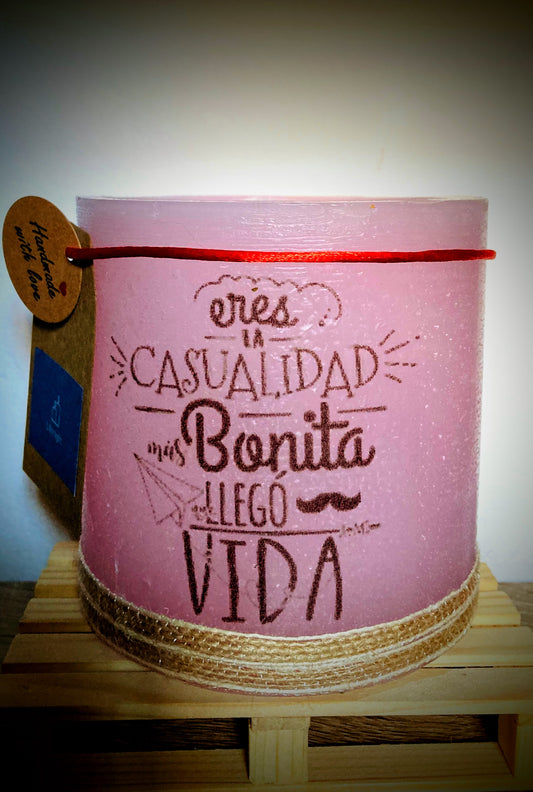 Handmade
with love
eres
LA
CASUALIDAD
más
Bonita
LLEGÓ
VIDA